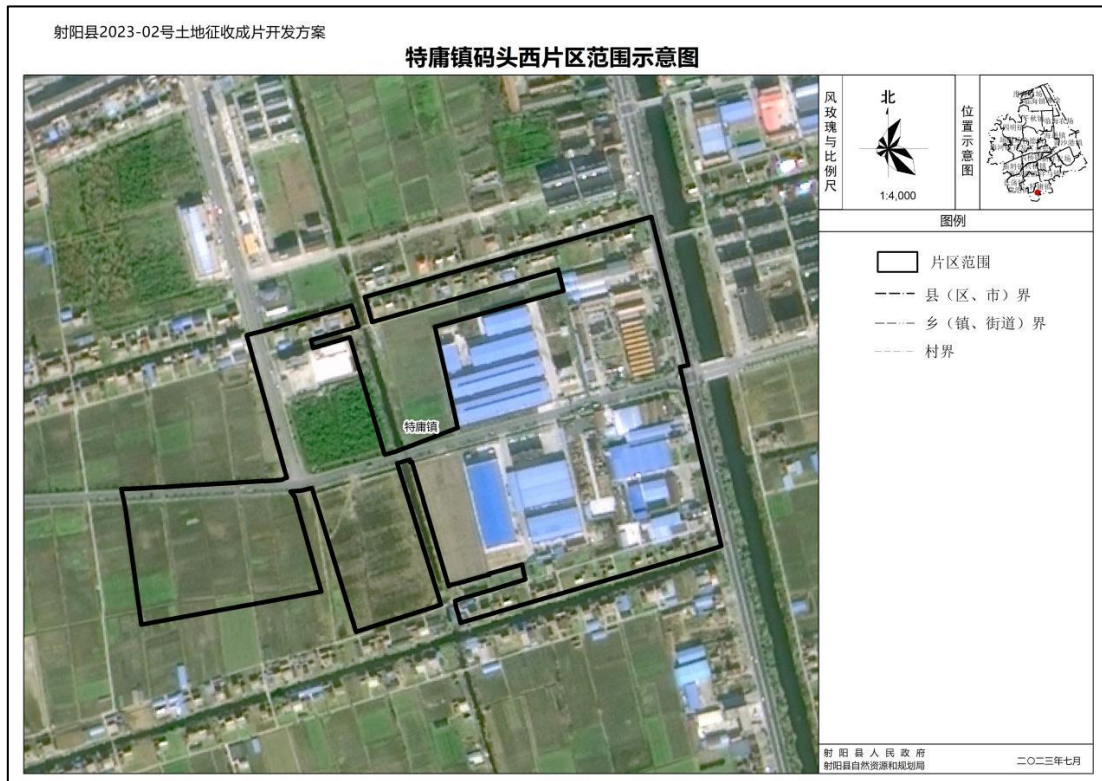 射阳县2023-02号土地征收成片开发方案
特庸镇码头西片区范围示意图
风玫瑰与比例尺
北
1:4,000
位置示意图
图例
片区范围
县（区、市）界
乡（镇、街道）界
村界
特庸镇
射阳县人民政府
射阳县自然资源和规划局
二〇二三年七月